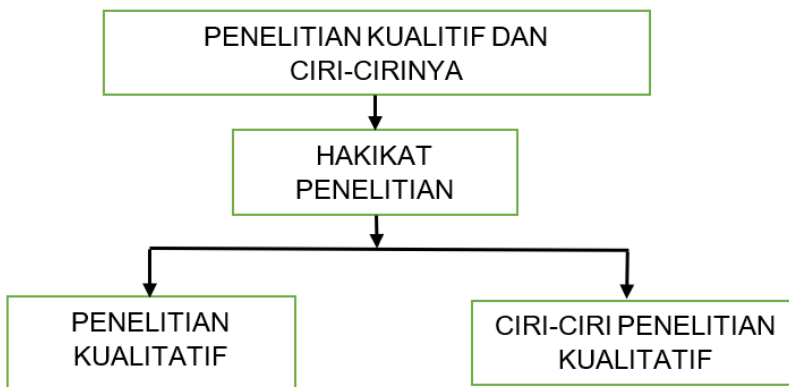 PENELITIAN KUALITIF DAN
CIRI-CIRINYA
HAKIKAT
PENELITIAN
PENELITIAN
KUALITATIF
CIRI-CIRI PENELITIAN
KUALITATIF